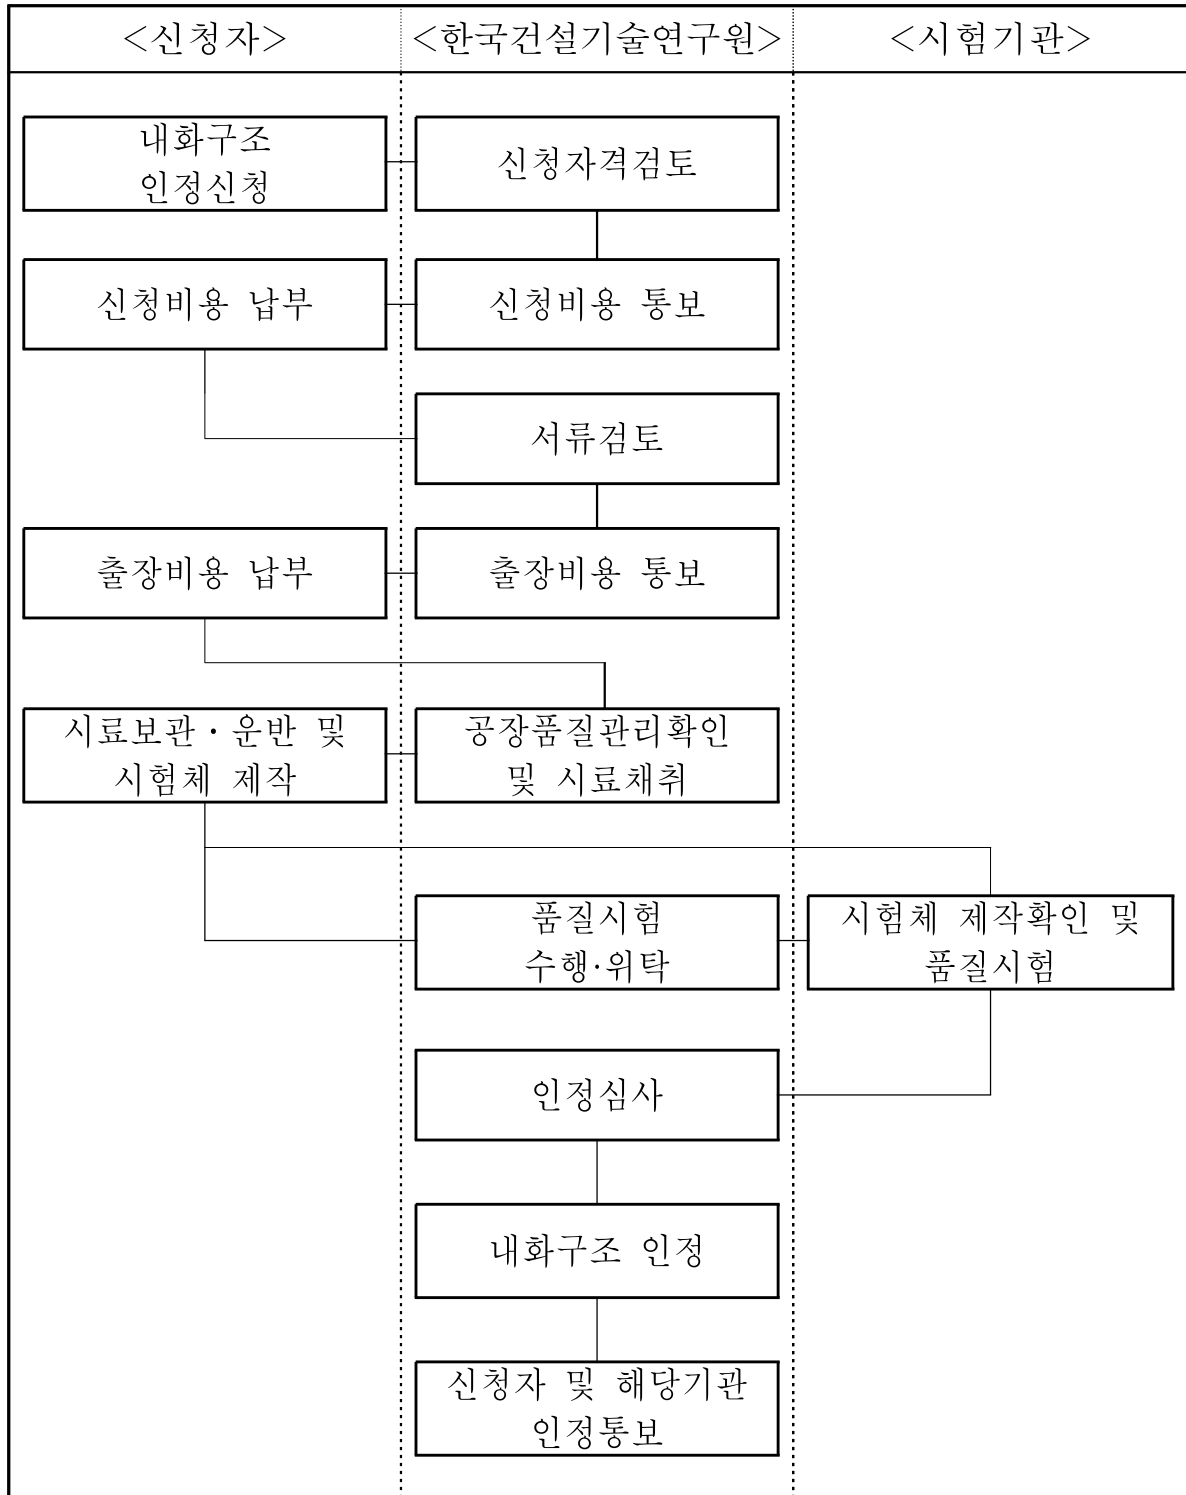 <신청자>
<한국건설기술연구원>
<시험기관>
내화구조
인정신청
신청자격검토
신청비용 납부
신청비용 통보
서류검토
출장비용 납부
출장비용 통보
시료보관·운반 및
시험체 제작
공장품질관리확인
및 시료채취
품질시험
수행·위탁
시험체 제작확인 및
품질시험
인정심사
내화구조 인정
신청자 및 해당기관
인정통보